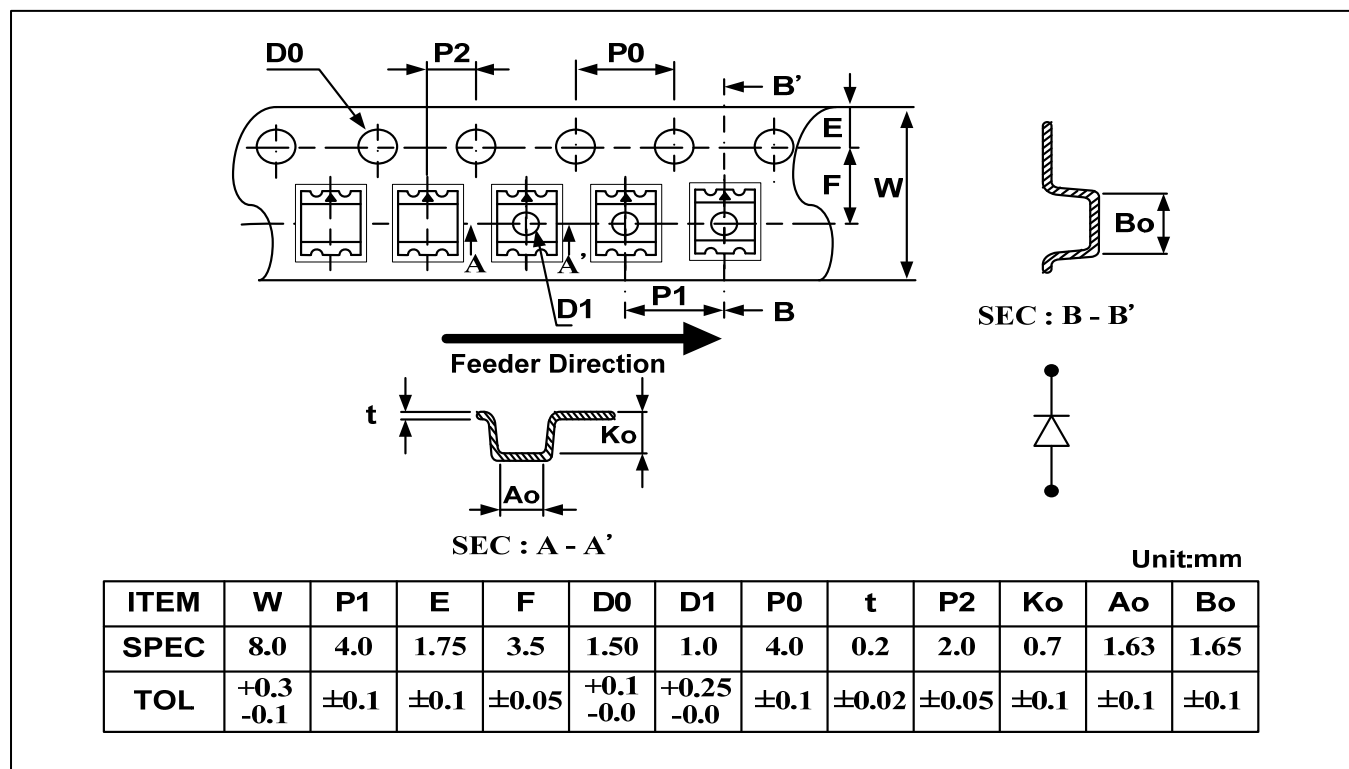 D0
P2
P0
B’
E
F
W
A
A’
D1
P1
B
Bo
SEC : B - B’
Feeder Direction
t
Ko
Ao
SEC : A - A’
Unit:mm
ITEM W P1 E F D0 D1 P0 t P2 Ko Ao Bo
SPEC 8.0 4.0 1.75 3.5 1.50 1.0 4.0 0.2 2.0 0.7 1.63 1.65
TOL +0.3 -0.1 ±0.1 ±0.1 ±0.05 +0.1 -0.0 +0.25 -0.0 ±0.1 ±0.02 ±0.05 ±0.1 ±0.1 ±0.1